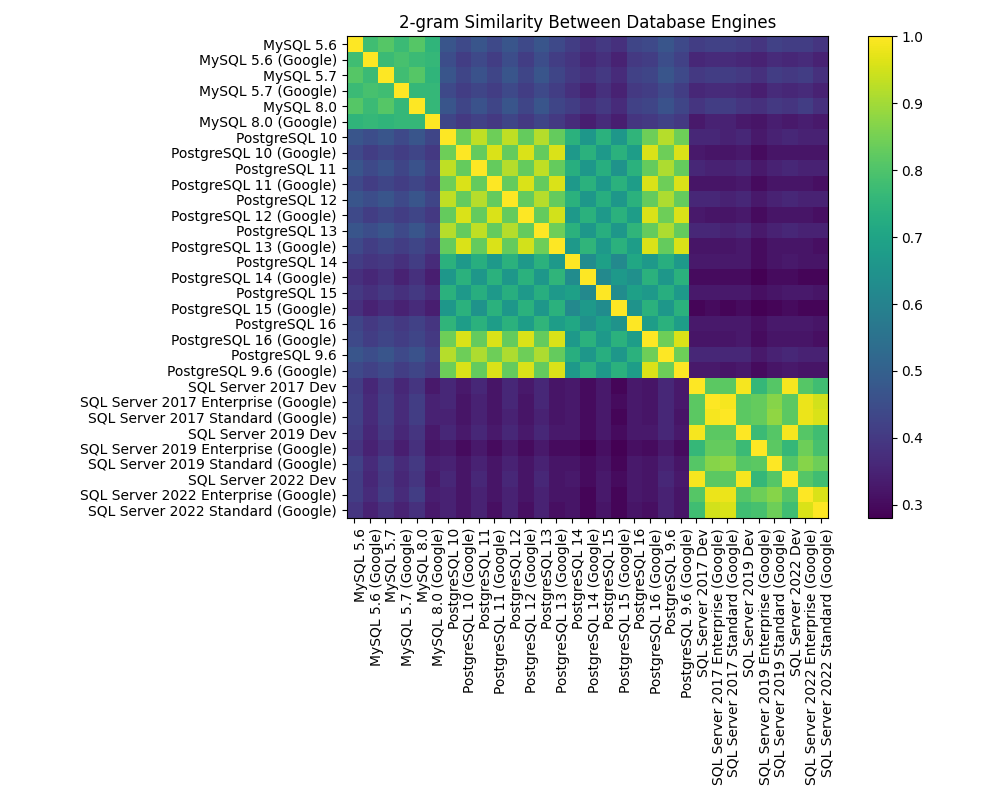 2-gram Similarity Between Database Engines
MySQL 5.6
MySQL 5.6 (Google)
MySQL 5.7
MySQL 5.7 (Google)
MySQL 8.0
MySQL 8.0 (Google)
PostgreSQL 10
PostgreSQL 10 (Google)
PostgreSQL 11
PostgreSQL 11 (Google)
PostgreSQL 12
PostgreSQL 12 (Google)
PostgreSQL 13
PostgreSQL 13 (Google)
PostgreSQL 14
PostgreSQL 14 (Google)
PostgreSQL 15
PostgreSQL 15 (Google)
PostgreSQL 16
PostgreSQL 16 (Google)
PostgreSQL 9.6
PostgreSQL 9.6 (Google)
SQL Server 2017 Dev
SQL Server 2017 Enterprise (Google)
SQL Server 2017 Standard (Google)
SQL Server 2019 Dev
SQL Server 2019 Enterprise (Google)
SQL Server 2019 Standard (Google)
SQL Server 2022 Dev
SQL Server 2022 Enterprise (Google)
SQL Server 2022 Standard (Google)
MySQL 5.6
MySQL 5.6 (Google)
MySQL 5.7
MySQL 5.7 (Google)
MySQL 8.0
MySQL 8.0 (Google)
PostgreSQL 10
PostgreSQL 10 (Google)
PostgreSQL 11
PostgreSQL 11 (Google)
PostgreSQL 12
PostgreSQL 12 (Google)
PostgreSQL 13
PostgreSQL 13 (Google)
PostgreSQL 14
PostgreSQL 14 (Google)
PostgreSQL 15
PostgreSQL 15 (Google)
PostgreSQL 16
PostgreSQL 16 (Google)
PostgreSQL 9.6
PostgreSQL 9.6 (Google)
SQL Server 2017 Dev
SQL Server 2017 Enterprise (Google)
SQL Server 2017 Standard (Google)
SQL Server 2019 Dev
SQL Server 2019 Enterprise (Google)
SQL Server 2019 Standard (Google)
SQL Server 2022 Dev
SQL Server 2022 Enterprise (Google)
SQL Server 2022 Standard (Google)
1.0
0.9
0.8
0.7
0.6
0.5
0.4
0.3